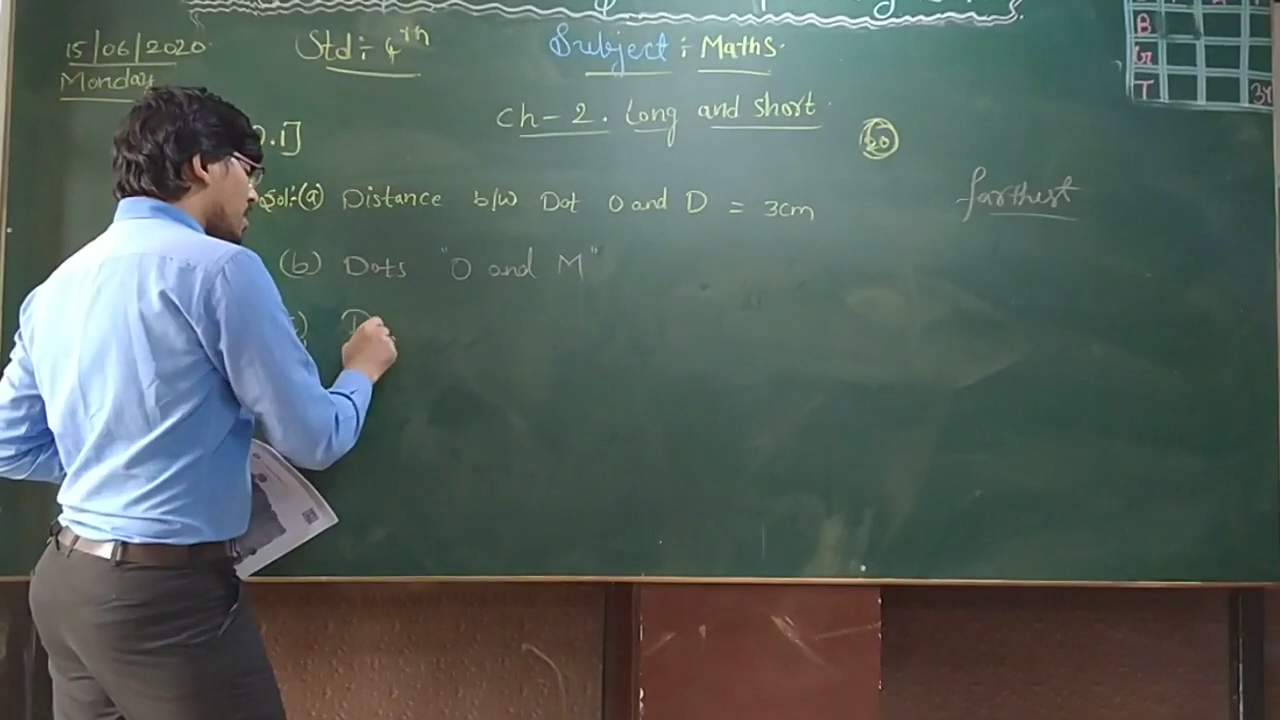 15/06/2020.
Monday
Std:- 4th
Subject : Maths.
Ch-2. Long and short.
.1]
Sol:-(a) Distance b/w Dot O and D = 3cm
farthest
(b) Dots "O and M"
) D
B
G
T